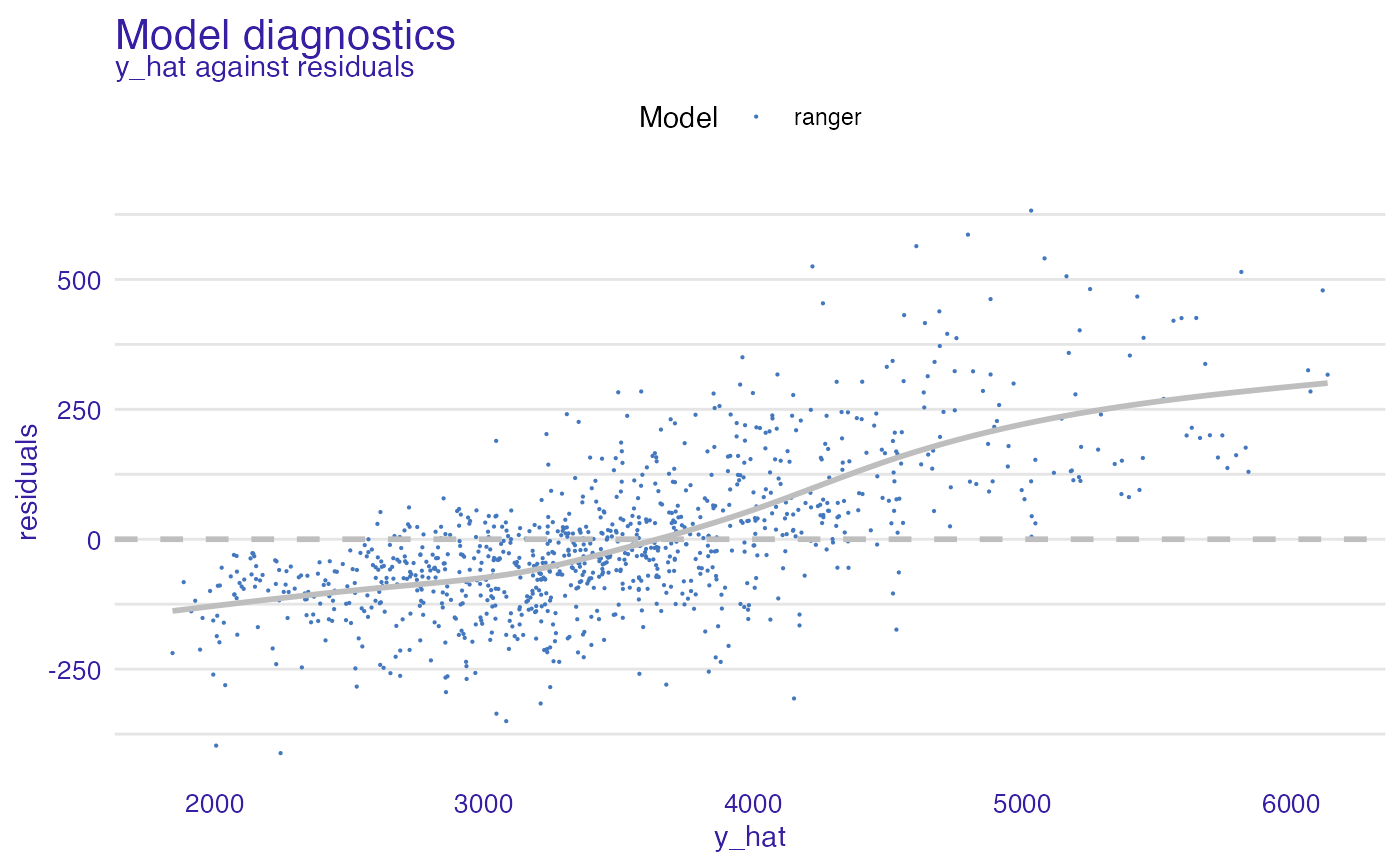 Model diagnostics
y_hat against residuals
Model ranger
500
250
0
-250
residuals
2000 3000 4000 5000 6000
y_hat